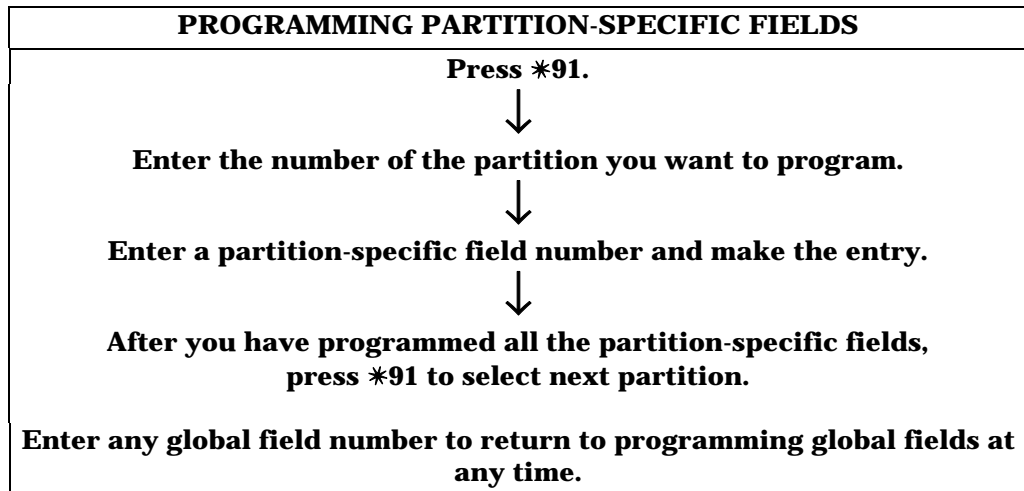 PROGRAMMING PARTITION-SPECIFIC FIELDS
Press ✳91.
Enter the number of the partition you want to program.
Enter a partition-specific field number and make the entry.
After you have programmed all the partition-specific fields,
press ✳91 to select next partition.
Enter any global field number to return to programming global fields at
any time.